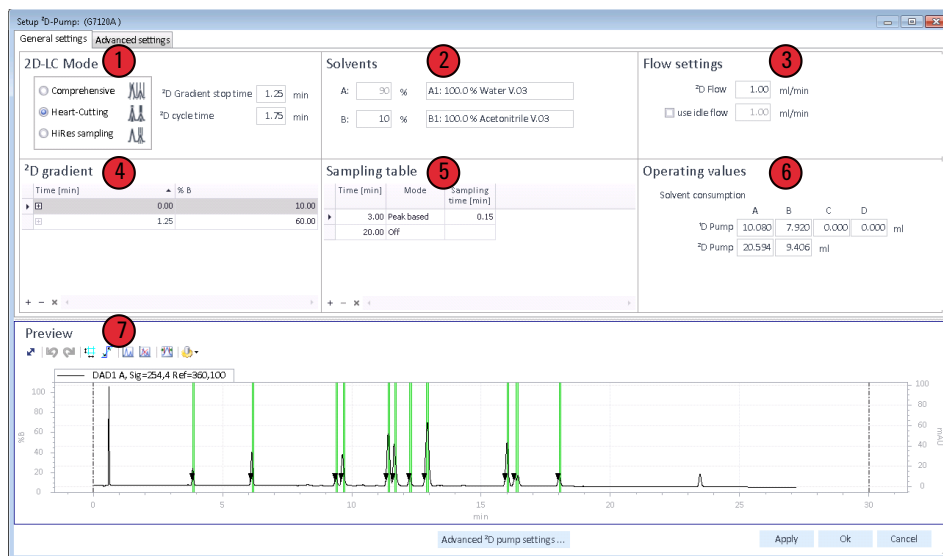 Setup ²D-Pump: (G7120A)
General settings Advanced settings
2D-LC Mode 1
Comprehensive
Heart-Cutting
HiRes sampling
²D Gradient stop time 1.25 min
²D cycle time 1.75 min
Solvents 2
A: 90 % A1: 100.0 % Water V.03
B: 10 % B1: 100.0 % Acetonitrile V.03
Flow settings 3
²D Flow 1.00 ml/min
use idle flow 1.00 ml/min
²D gradient 4
Time [min] % B
0.00 10.00
1.25 60.00
Sampling table 5
Time [min] Mode Sampling
time [min]
3.00 Peak based 0.15
20.00 Off
Operating values 6
Solvent consumption
A B C D
¹D Pump 10.080 7.920 0.000 0.000 ml
²D Pump 20.594 9.406 ml
Preview 7
DAD1 A, Sig=254,4 Ref=360,100
%B
100
80
60
40
20
0
0 5 10 15 20 25 30
min
100
80
60
40
20
0
mAU
Advanced ²D pump settings ... Apply Ok Cancel